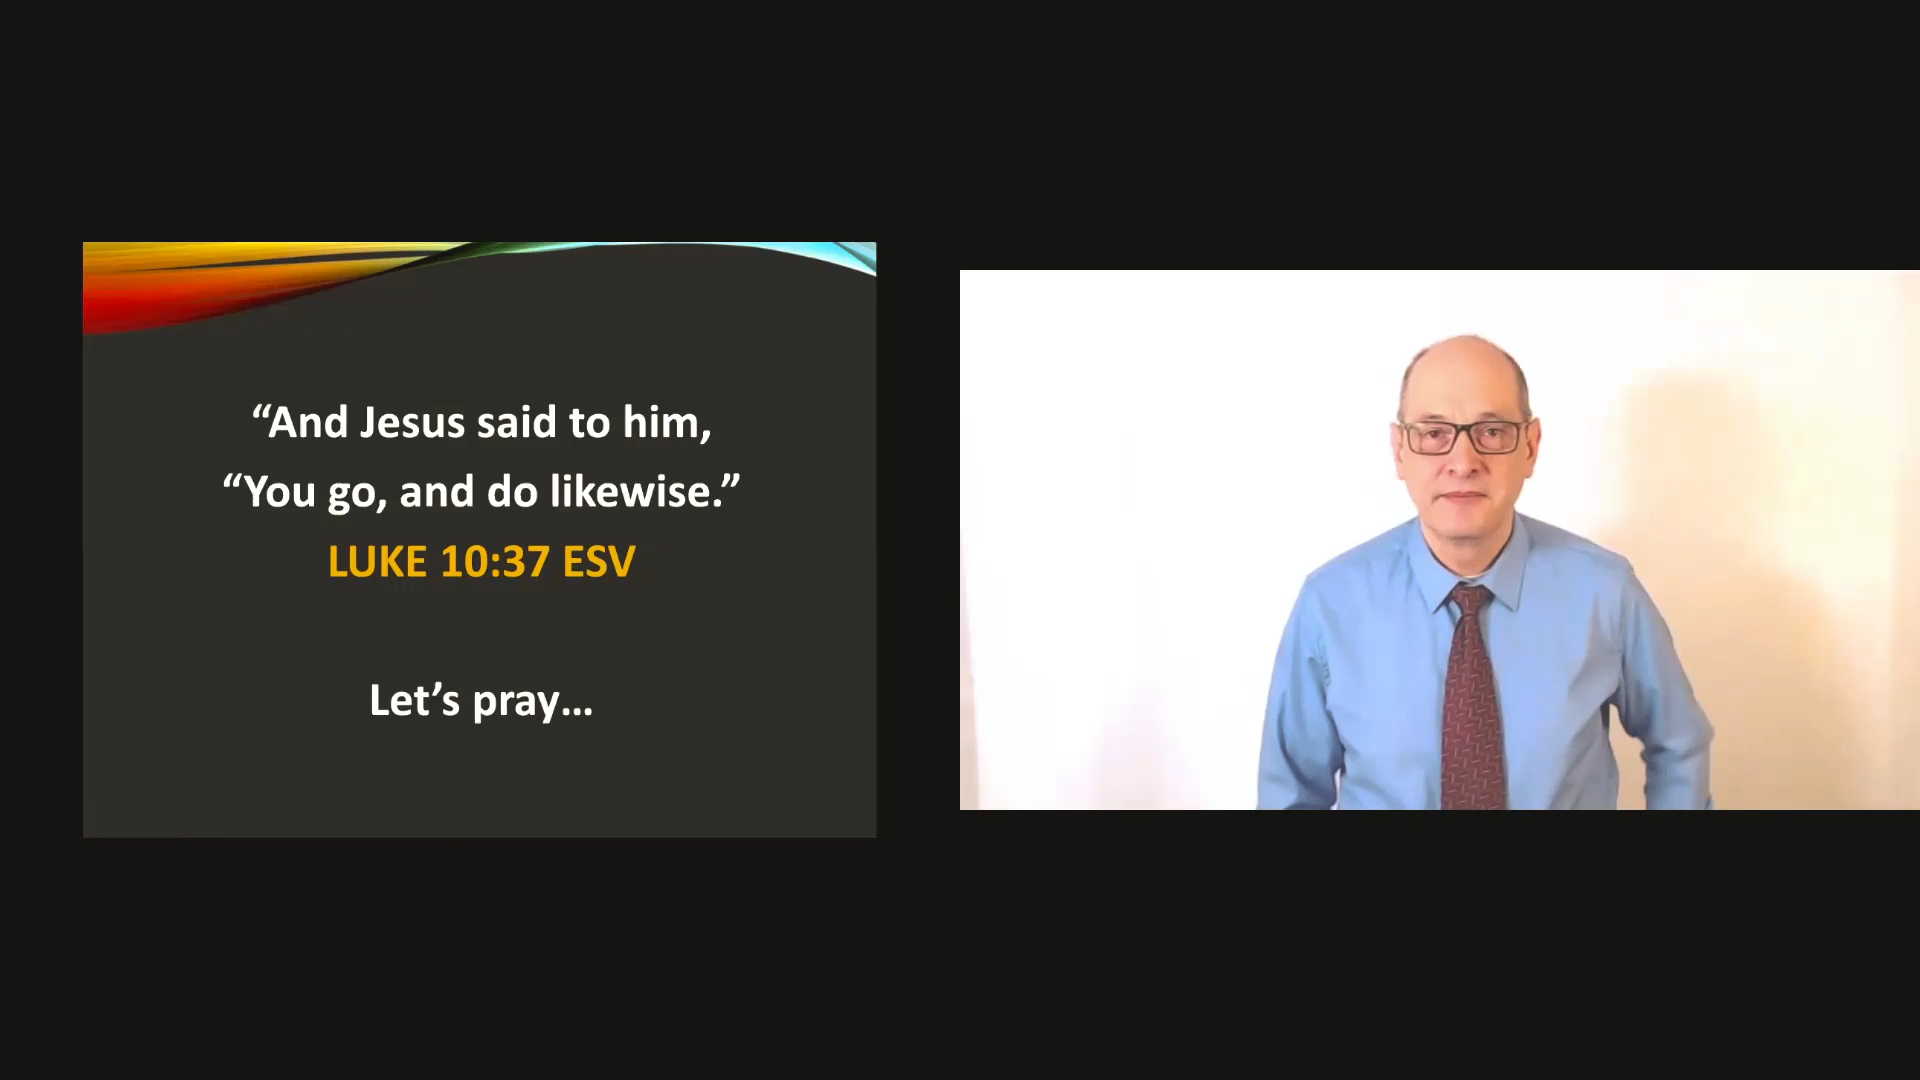 “And Jesus said to him,
“You go, and do likewise.”
LUKE 10:37 ESV
Let’s pray...